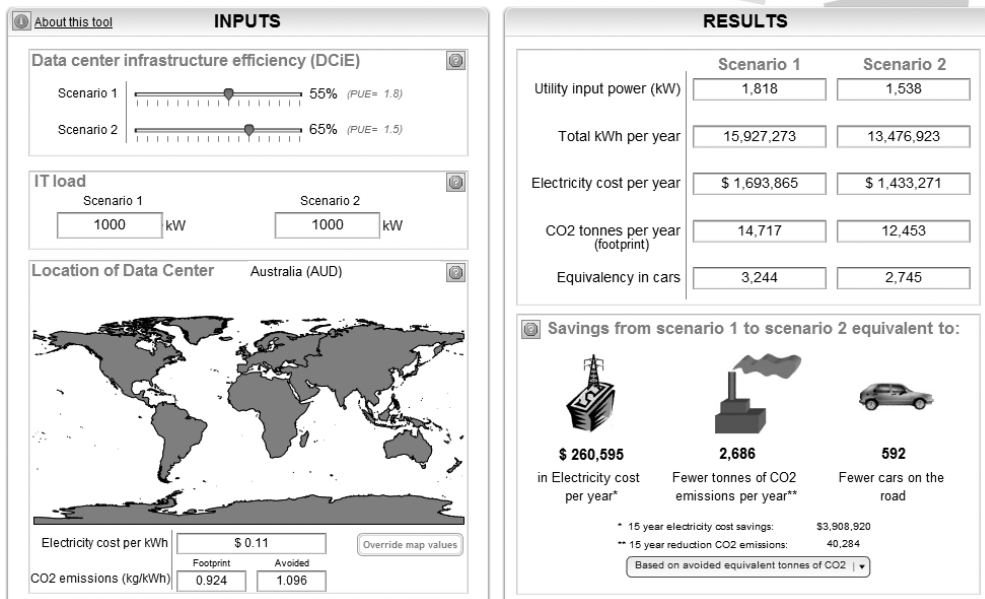 About this tool
INPUTS
Data center infrastructure efficiency (DCiE)
Scenario 1 55% (PUE= 1.8)
Scenario 2 65% (PUE= 1.5)
IT load
Scenario 1 Scenario 2
1000 kW 1000 kW
Location of Data Center Australia (AUD)
Electricity cost per kWh $ 0.11 Override map values
Footprint Avoided
CO2 emissions (kg/kWh) 0.924 1.096
RESULTS
Scenario 1 Scenario 2
Utility input power (kW) 1,818 1,538
Total kWh per year 15,927,273 13,476,923
Electricity cost per year $ 1,693,865 $ 1,433,271
CO2 tonnes per year 14,717 12,453
(footprint)
Equivalency in cars 3,244 2,745
Savings from scenario 1 to scenario 2 equivalent to:
$ 260,595 2,686 592
in Electricity cost Fewer tonnes of CO2 Fewer cars on the
per year* emissions per year** road
* 15 year electricity cost savings: $3,908,920
** 15 year reduction CO2 emissions: 40,284
Based on avoided equivalent tonnes of CO2